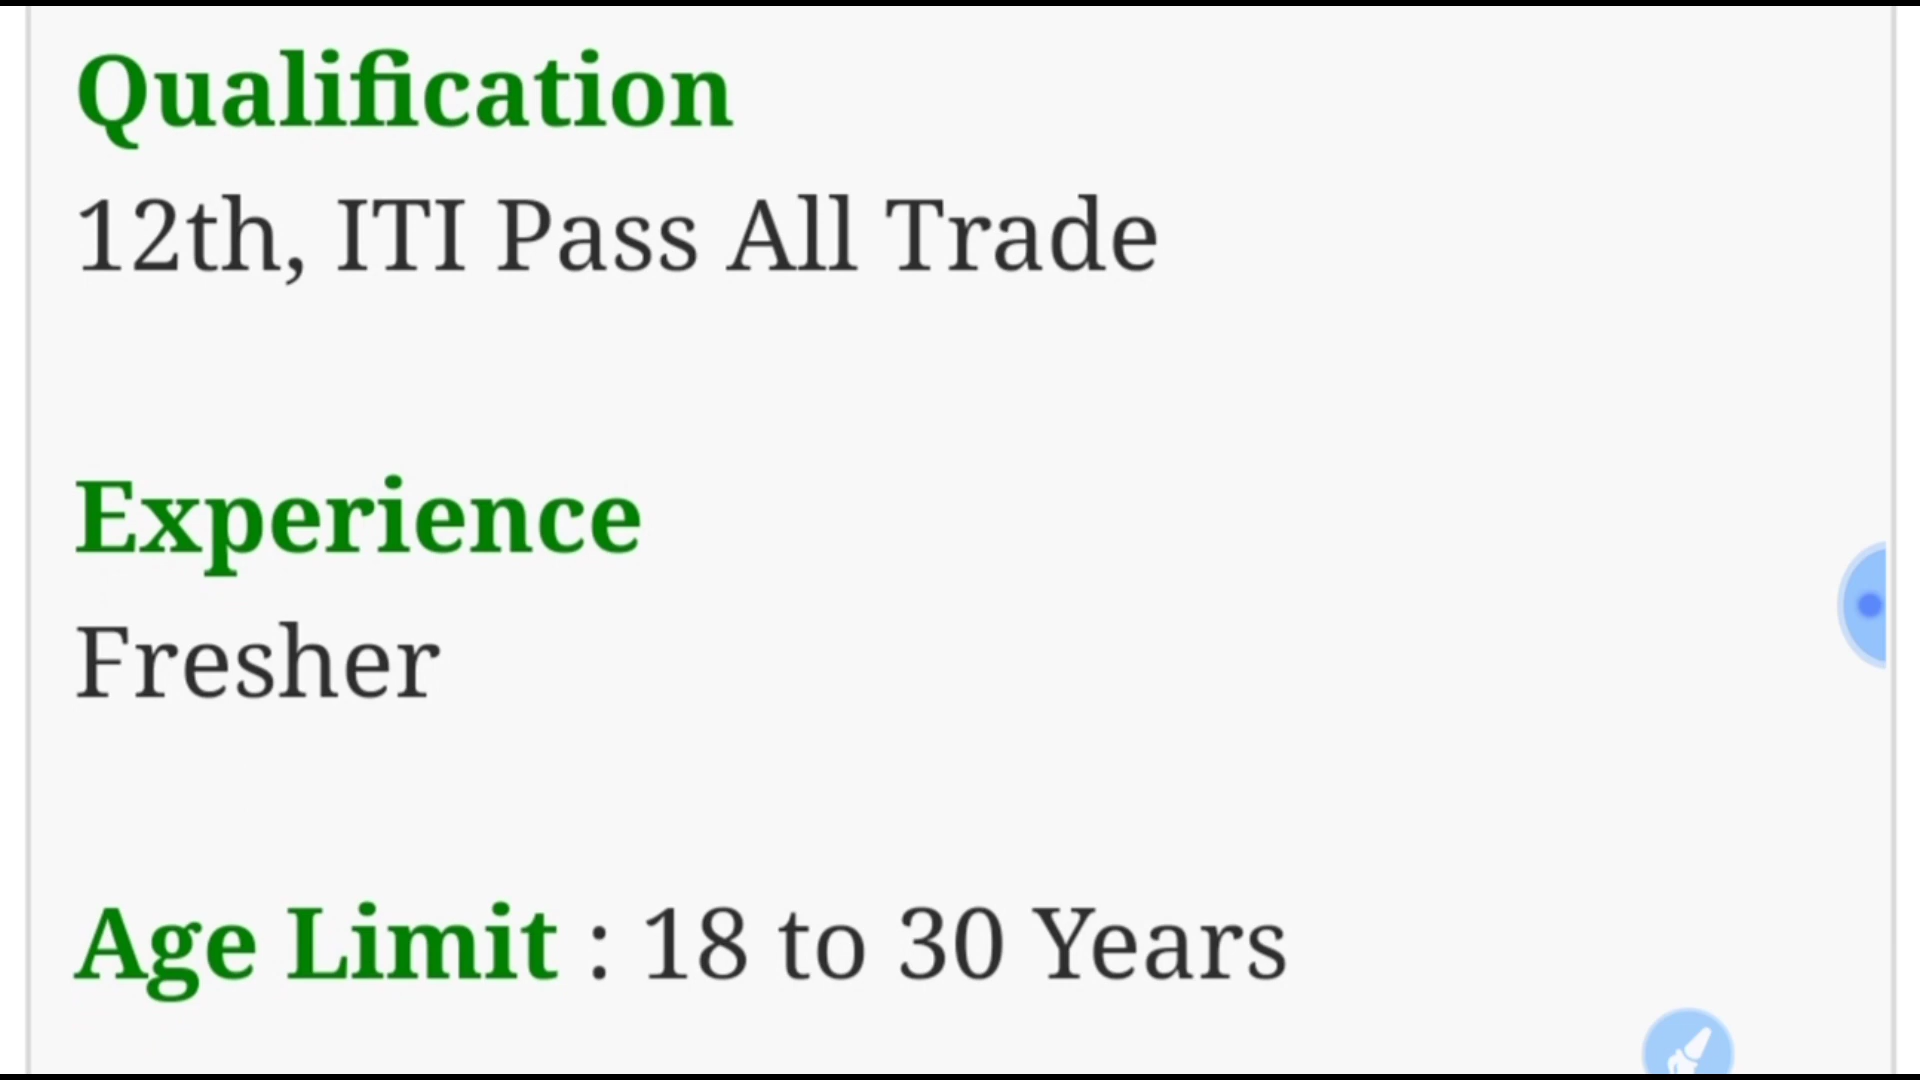 Qualification
12th, ITI Pass All Trade
Experience
Fresher
Age Limit : 18 to 30 Years